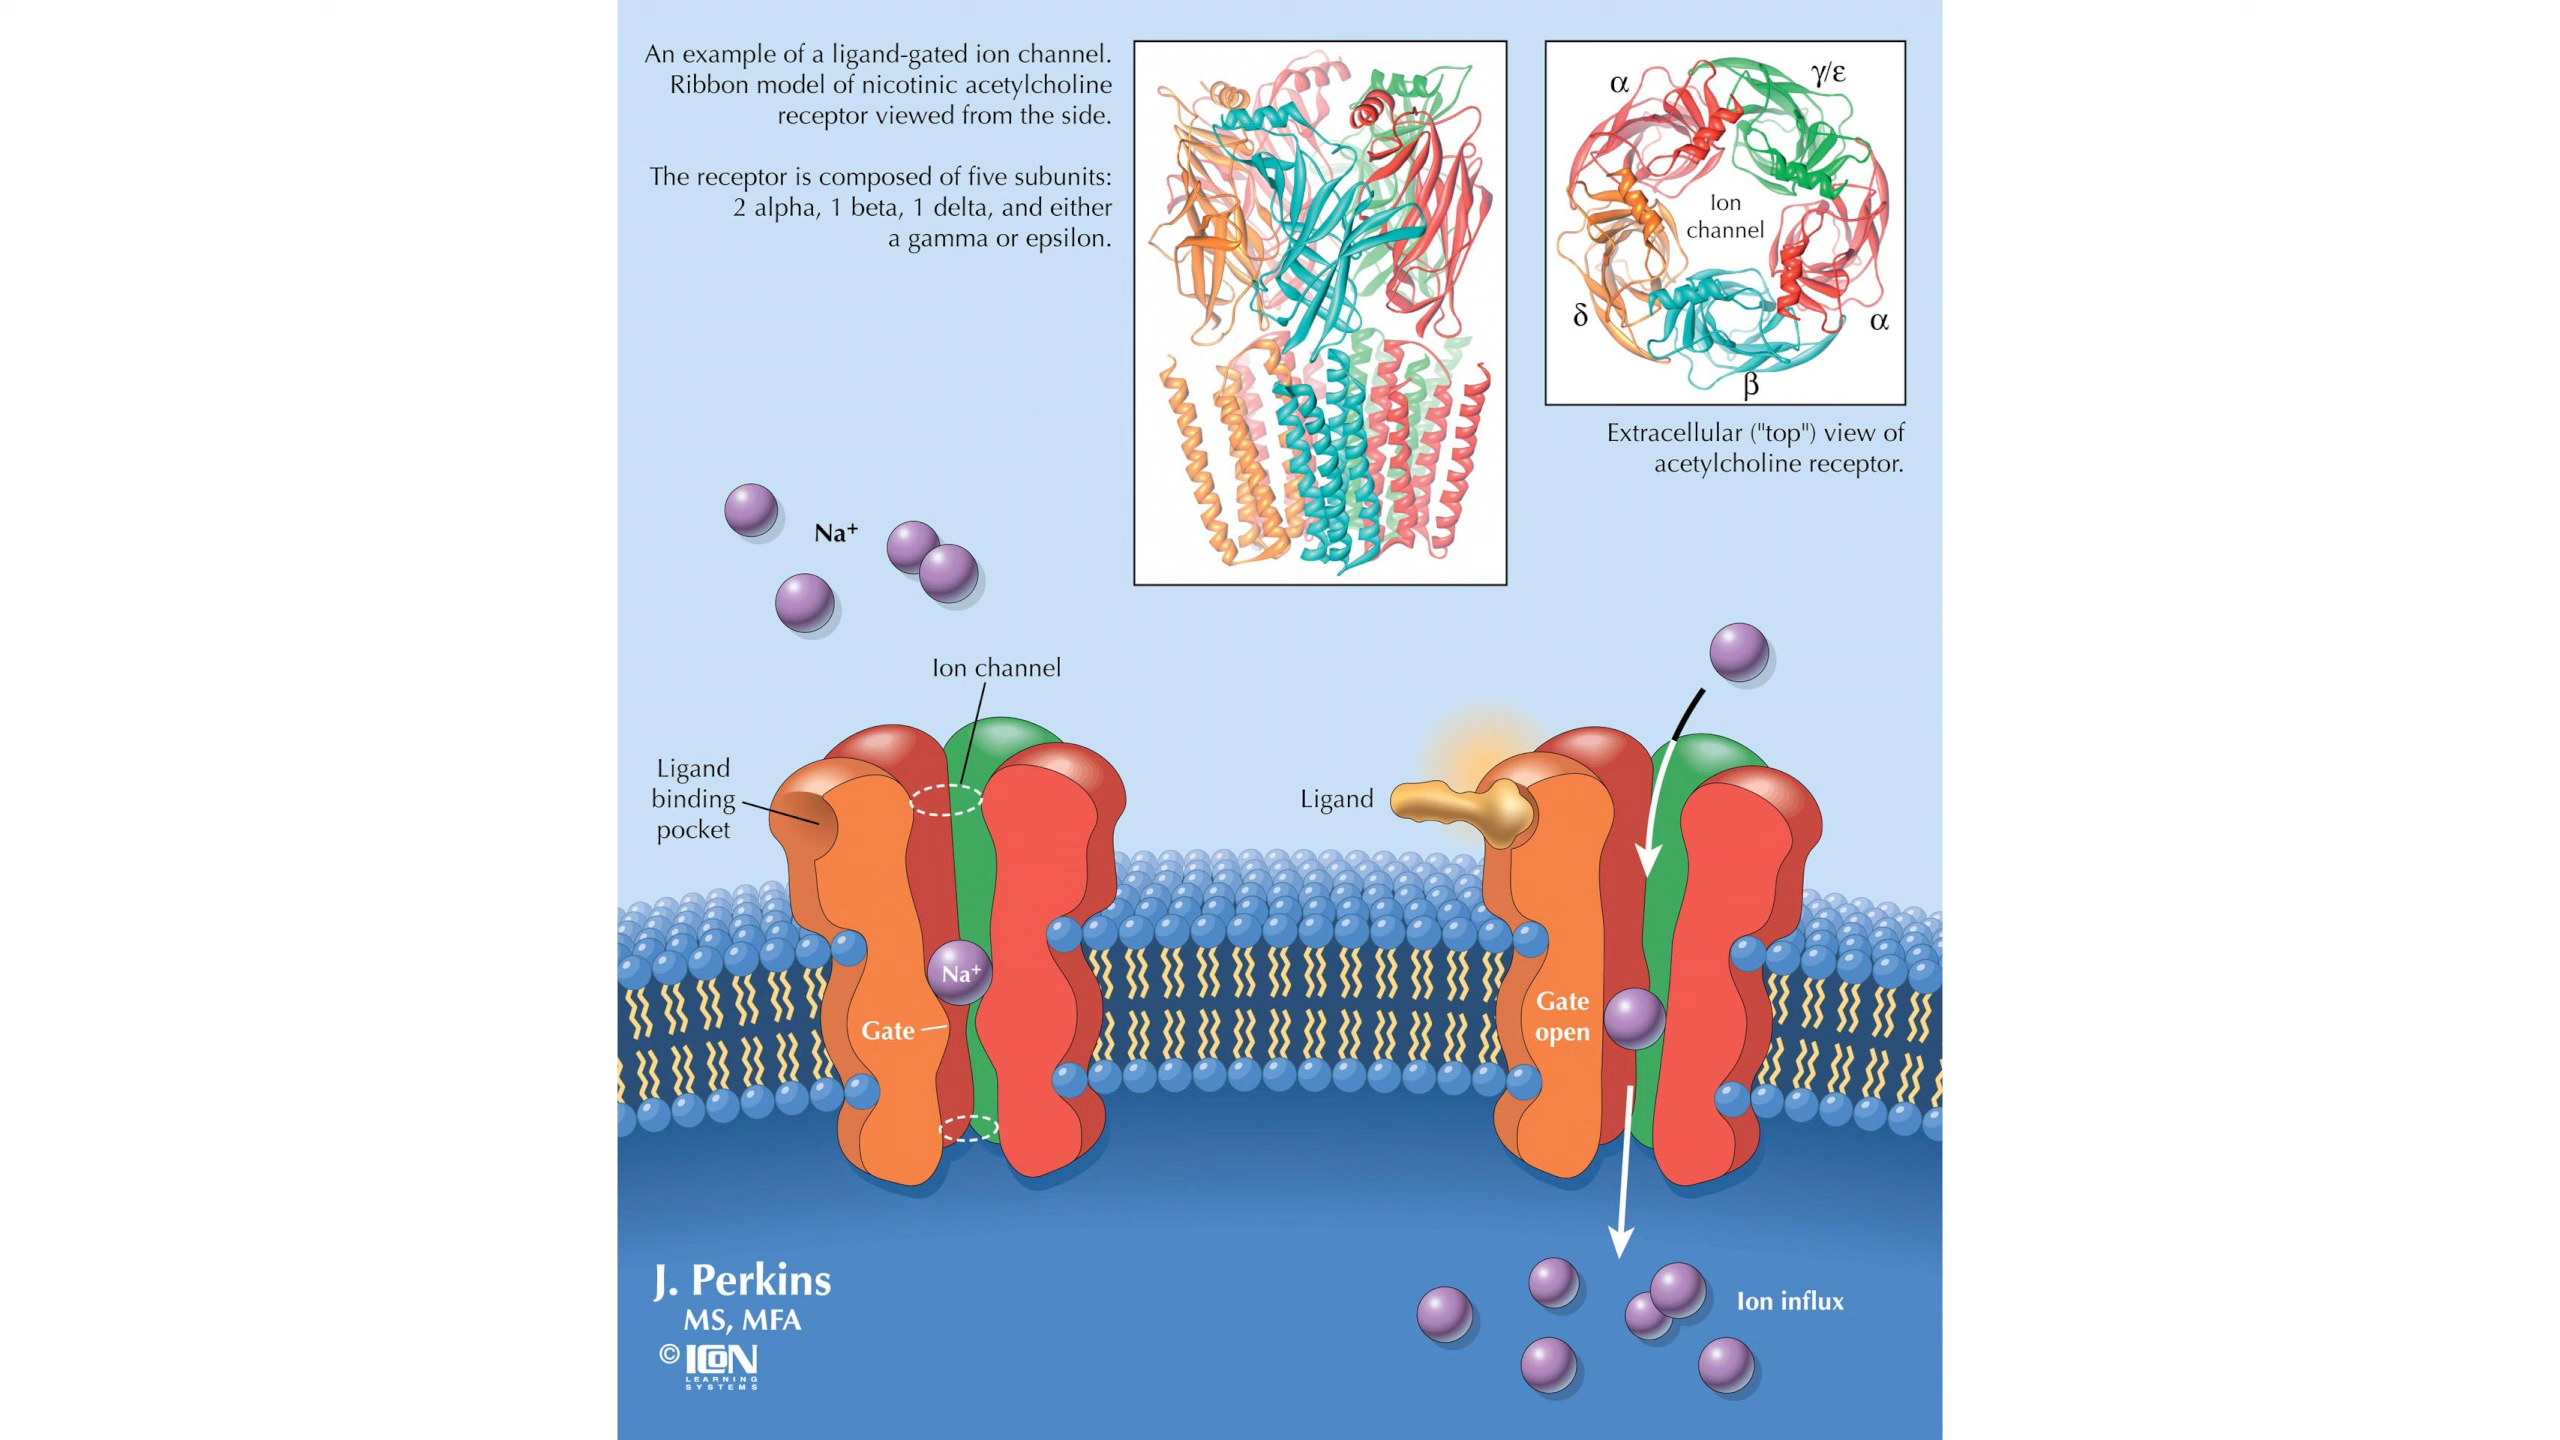 An example of a ligand-gated ion channel.
Ribbon model of nicotinic acetylcholine
receptor viewed from the side.
The receptor is composed of five subunits:
2 alpha, 1 beta, 1 delta, and either
a gamma or epsilon.
α
γ/ε
Ion
channel
δ
α
β
Extracellular ("top") view of
acetylcholine receptor.
Na⁺
Ion channel
Ligand
binding
pocket
Ligand
Na⁺
Gate
Gate
open
Ion influx
J. Perkins
MS, MFA
© ICON
LEARNING
SYSTEMS